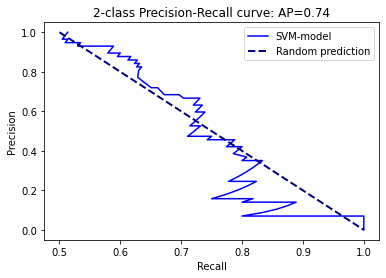 2-class Precision-Recall curve: AP=0.74
SVM-model
Random prediction
Precision
1.0
0.8
0.6
0.4
0.2
0.0
0.5 0.6 0.7 0.8 0.9 1.0
Recall